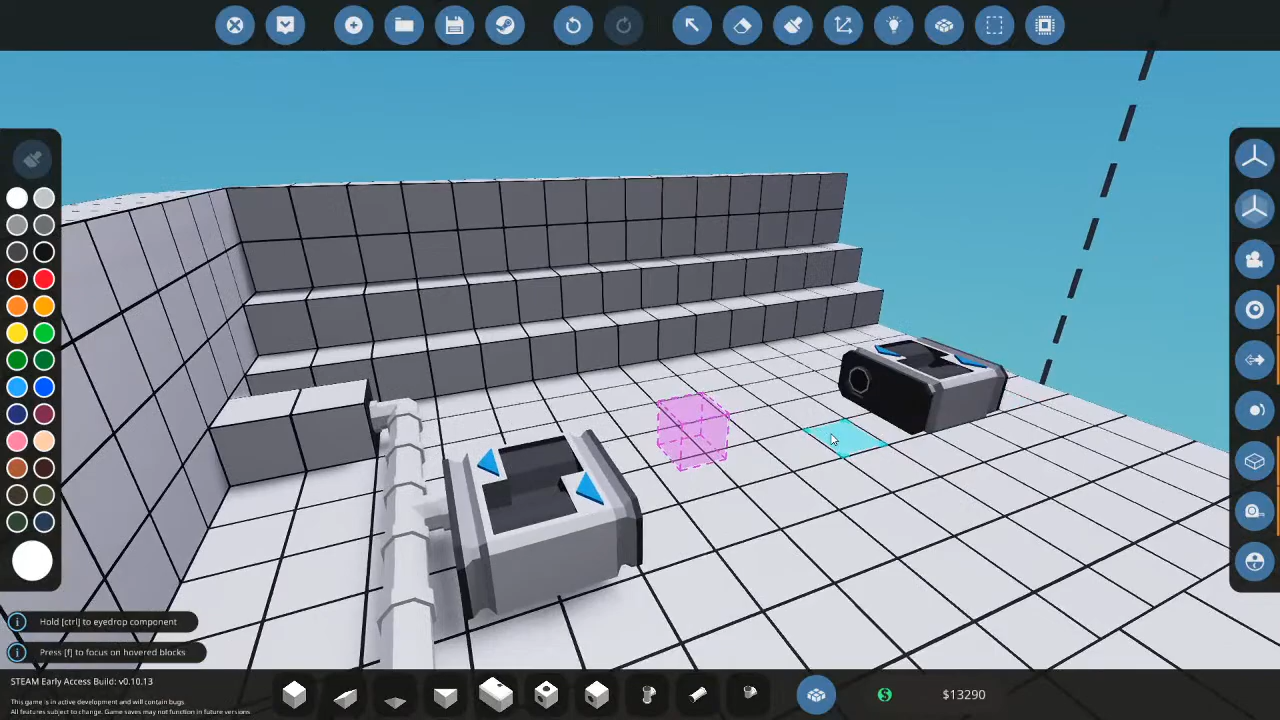 Hold [ctrl] to eyedrop component
Press [f] to focus on hovered blocks
STEAM Early Access Build: v0.10.13
This game is in active development and will contain bugs
All features subject to change. Game saves may not function in future versions
$13290